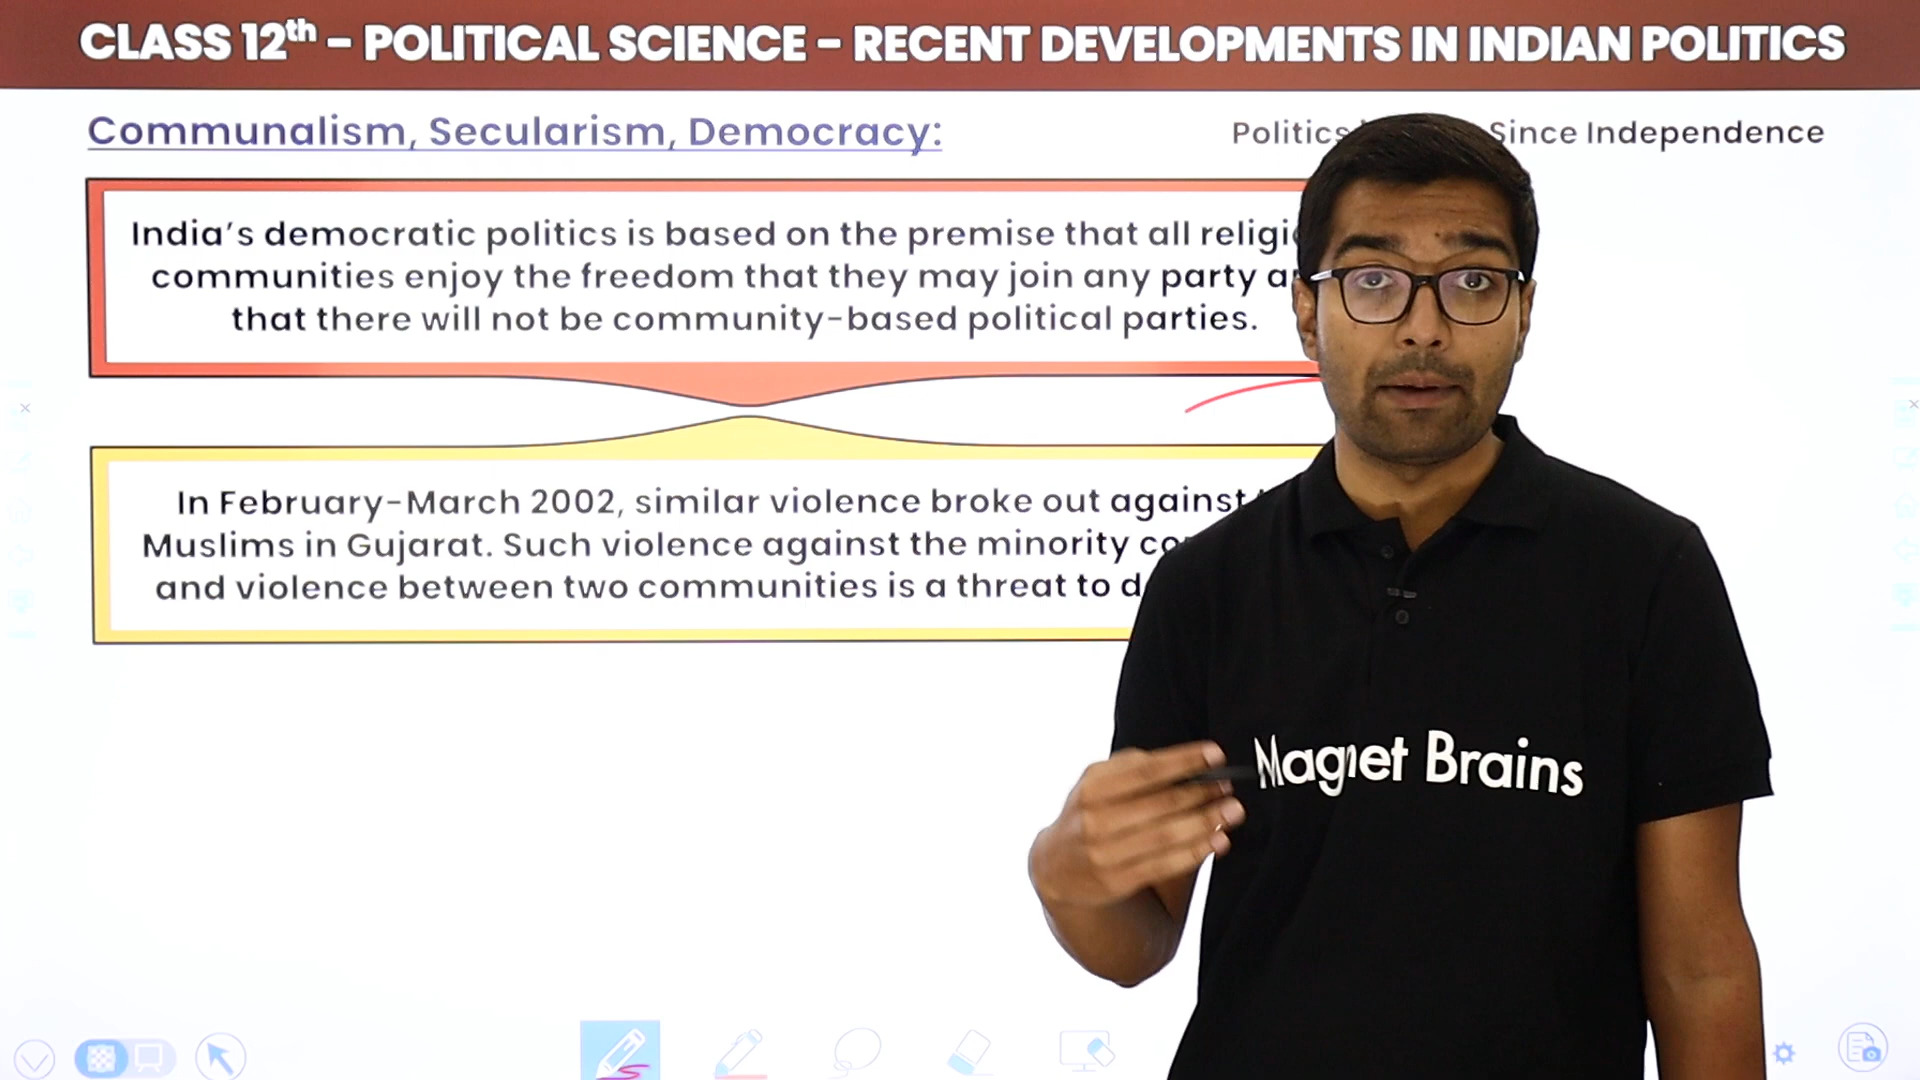 CLASS 12th - POLITICAL SCIENCE - RECENT DEVELOPMENTS IN INDIAN POLITICS
Communalism, Secularism, Democracy:
Politics Since Independence
India's democratic politics is based on the premise that all
communities enjoy the freedom that they may join any party
that there will not be community-based political parties.
In February-March 2002, similar violence broke out against
Muslims in Gujarat. Such violence against the minority
and violence between two communities is a threat to
Magnet Brains